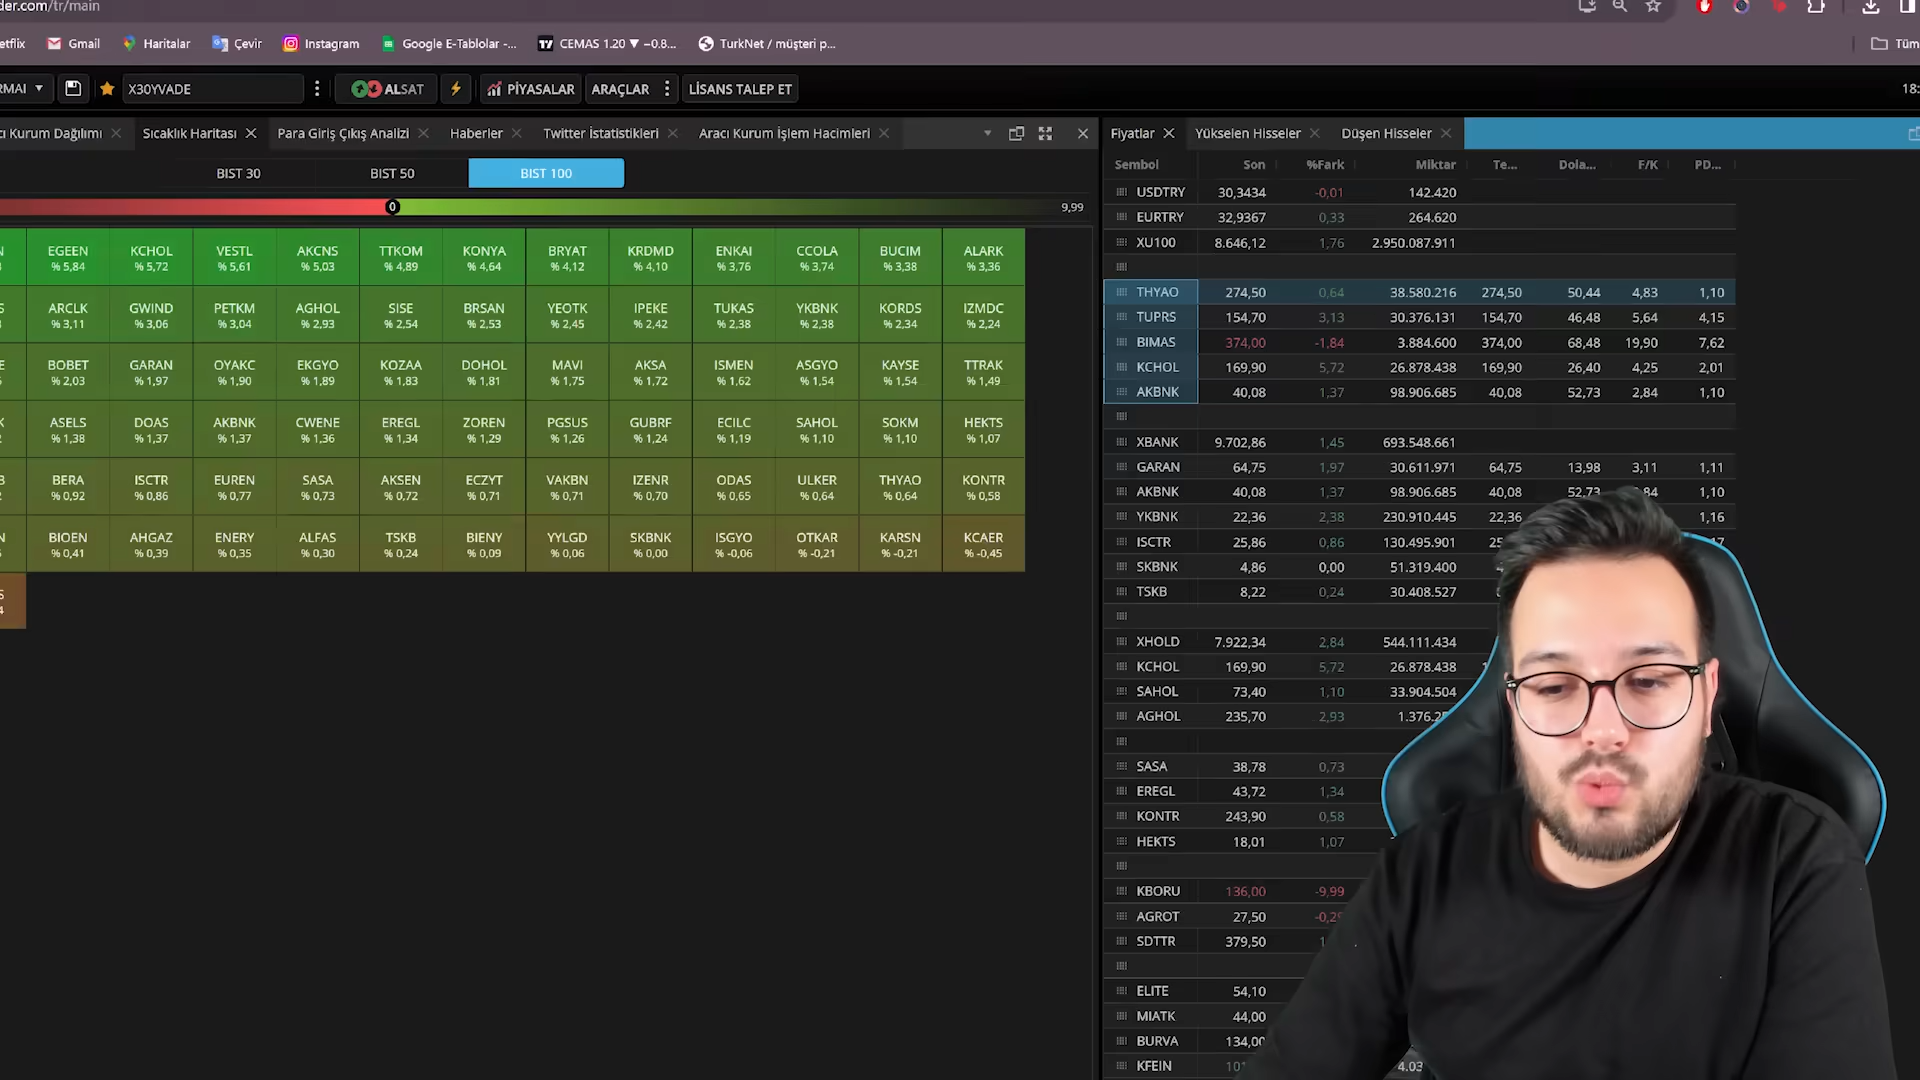 der.com/tr/main
etflix Gmail Haritalar Çevir Instagram Google E-Tablolar -... CEMAS 1.20 ▼ −0.8... TurkNet / müşteri p... Tüm
RMAI ▼ X30YVADE ALSAT PİYASALAR ARAÇLAR LİSANS TALEP ET 18:
cı Kurum Dağılımı Sıcaklık Haritası Para Giriş Çıkış Analizi Haberler Twitter İstatistikleri Aracı Kurum İşlem Hacimleri
BIST 30 BIST 50 BIST 100
0 9,99
EGEEN KCHOL VESTL AKCNS TTKOM KONYA BRYAT KRDMD ENKAI CCOLA BUCIM ALARK
% 5,84 % 5,72 % 5,61 % 5,03 % 4,89 % 4,64 % 4,12 % 4,10 % 3,76 % 3,74 % 3,38 % 3,36
ARCLK GWIND PETKM AGHOL SISE BRSAN YEOTK IPEKE TUKAS YKBNK KORDS IZMDC
% 3,11 % 3,06 % 3,04 % 2,93 % 2,54 % 2,53 % 2,45 % 2,42 % 2,38 % 2,38 % 2,34 % 2,24
BOBET GARAN OYAKC EKGYO KOZAA DOHOL MAVI AKSA ISMEN ASGYO KAYSE TTRAK
% 2,03 % 1,97 % 1,90 % 1,89 % 1,83 % 1,81 % 1,75 % 1,72 % 1,62 % 1,54 % 1,54 % 1,49
ASELS DOAS AKBNK CWENE EREGL ZOREN PGSUS GUBRF ECILC SAHOL SOKM HEKTS
% 1,38 % 1,37 % 1,37 % 1,36 % 1,34 % 1,29 % 1,26 % 1,24 % 1,19 % 1,10 % 1,10 % 1,07
BERA ISCTR EUREN SASA AKSEN ECZYT VAKBN IZENR ODAS ULKER THYAO KONTR
% 0,92 % 0,86 % 0,77 % 0,73 % 0,72 % 0,71 % 0,71 % 0,70 % 0,65 % 0,64 % 0,64 % 0,58
BIOEN AHGAZ ENERY ALFAS TSKB BIENY YYLGD SKBNK ISGYO OTKAR KARSN KCAER
% 0,41 % 0,39 % 0,35 % 0,30 % 0,24 % 0,09 % 0,06 % 0,00 % -0,06 % -0,21 % -0,21 % -0,45
S
4
Fiyatlar Yükselen Hisseler Düşen Hisseler
Sembol Son %Fark Miktar Te... Dola... F/K PD...
USDTRY 30,3434 -0,01 142.420
EURTRY 32,9367 0,33 264.620
XU100 8.646,12 1,76 2.950.087.911
THYAO 274,50 0,64 38.580.216 274,50 50,44 4,83 1,10
TUPRS 154,70 3,13 30.376.131 154,70 46,48 5,64 4,15
BIMAS 374,00 -1,84 3.884.600 374,00 68,48 19,90 7,62
KCHOL 169,90 5,72 26.878.438 169,90 26,40 4,25 2,01
AKBNK 40,08 1,37 98.906.685 40,08 52,73 2,84 1,10
XBANK 9.702,86 1,45 693.548.661
GARAN 64,75 1,97 30.611.971 64,75 13,98 3,11 1,11
AKBNK 40,08 1,37 98.906.685 40,08 52,73 84 1,10
YKBNK 22,36 2,38 230.910.445 22,36 1,16
ISCTR 25,86 0,86 130.495.901 25
SKBNK 4,86 0,00 51.319.400
TSKB 8,22 0,24 30.408.527
XHOLD 7.922,34 2,84 544.111.434
KCHOL 169,90 5,72 26.878.438
SAHOL 73,40 1,10 33.904.504
AGHOL 235,70 2,93 1.376.2
SASA 38,78 0,73
EREGL 43,72 1,34
KONTR 243,90 0,58
HEKTS 18,01 1,07
KBORU 136,00 -9,99
AGROT 27,50 -0,29
SDTTR 379,50 1
ELITE 54,10
MIATK 44,00
BURVA 134,00
KFEIN 10 4.03